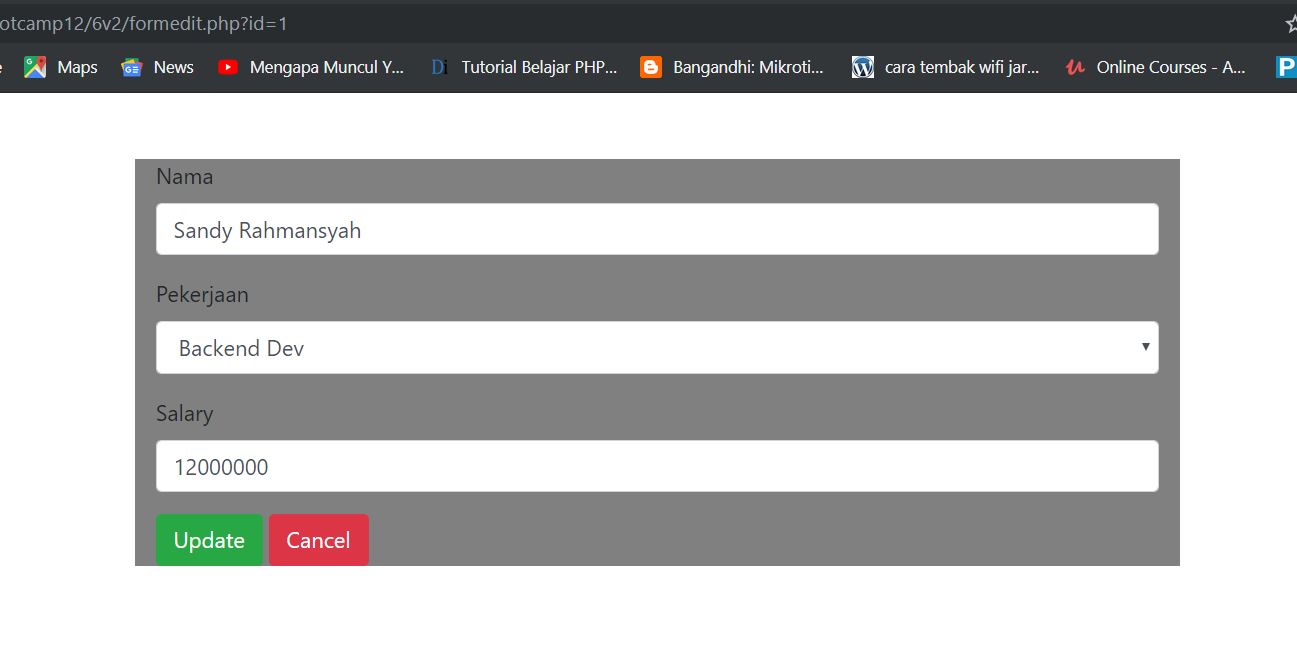 otcamp12/6v2/formedit.php?id=1
e Maps News Mengapa Muncul Y... Di Tutorial Belajar PHP... Bangandhi: Mikroti... cara tembak wifi jar... Online Courses - A... P
Nama
Sandy Rahmansyah
Pekerjaan
Backend Dev
Salary
12000000
Update Cancel